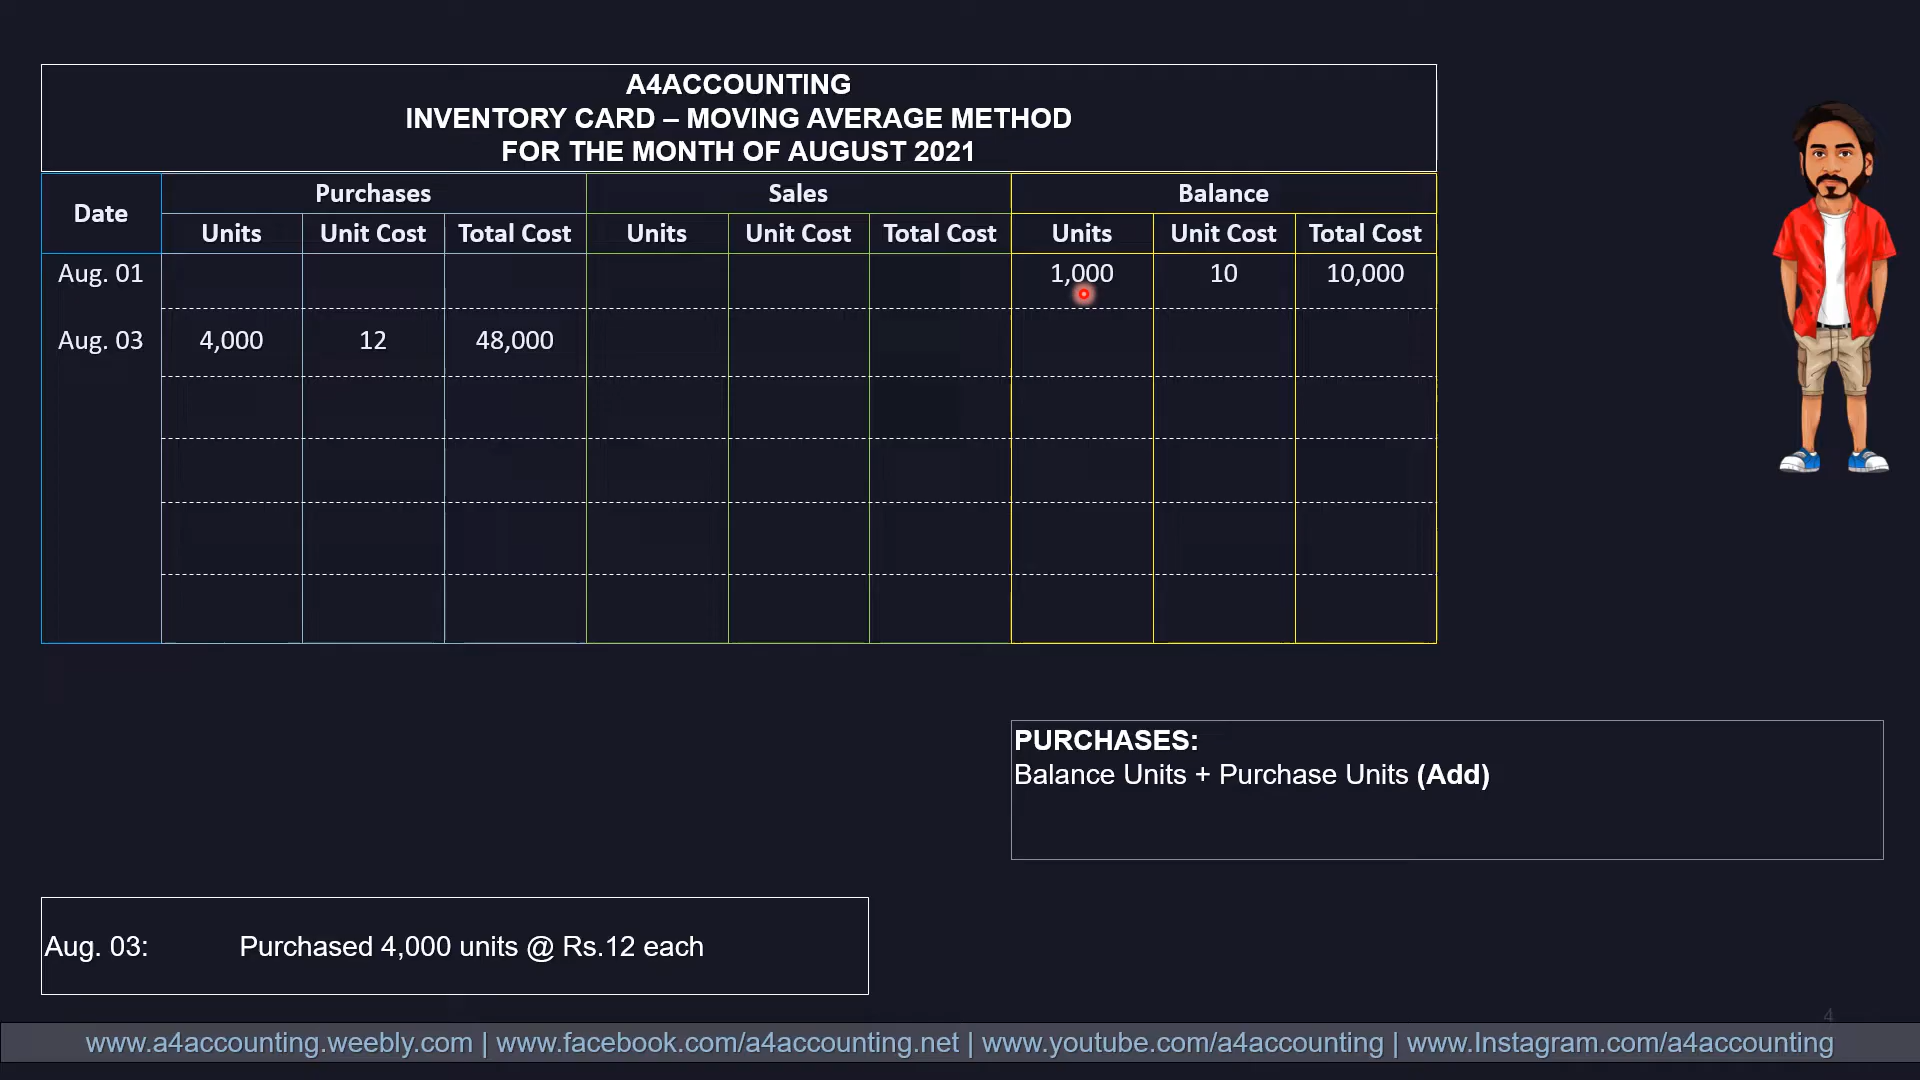 A4ACCOUNTING
INVENTORY CARD – MOVING AVERAGE METHOD
FOR THE MONTH OF AUGUST 2021
Date Purchases Sales Balance
Units Unit Cost Total Cost Units Unit Cost Total Cost Units Unit Cost Total Cost
Aug. 01 1,000 10 10,000
Aug. 03 4,000 12 48,000
PURCHASES:
Balance Units + Purchase Units (Add)
Aug. 03: Purchased 4,000 units @ Rs.12 each
4
www.a4accounting.weebly.com | www.facebook.com/a4accounting.net | www.youtube.com/a4accounting | www.Instagram.com/a4accounting